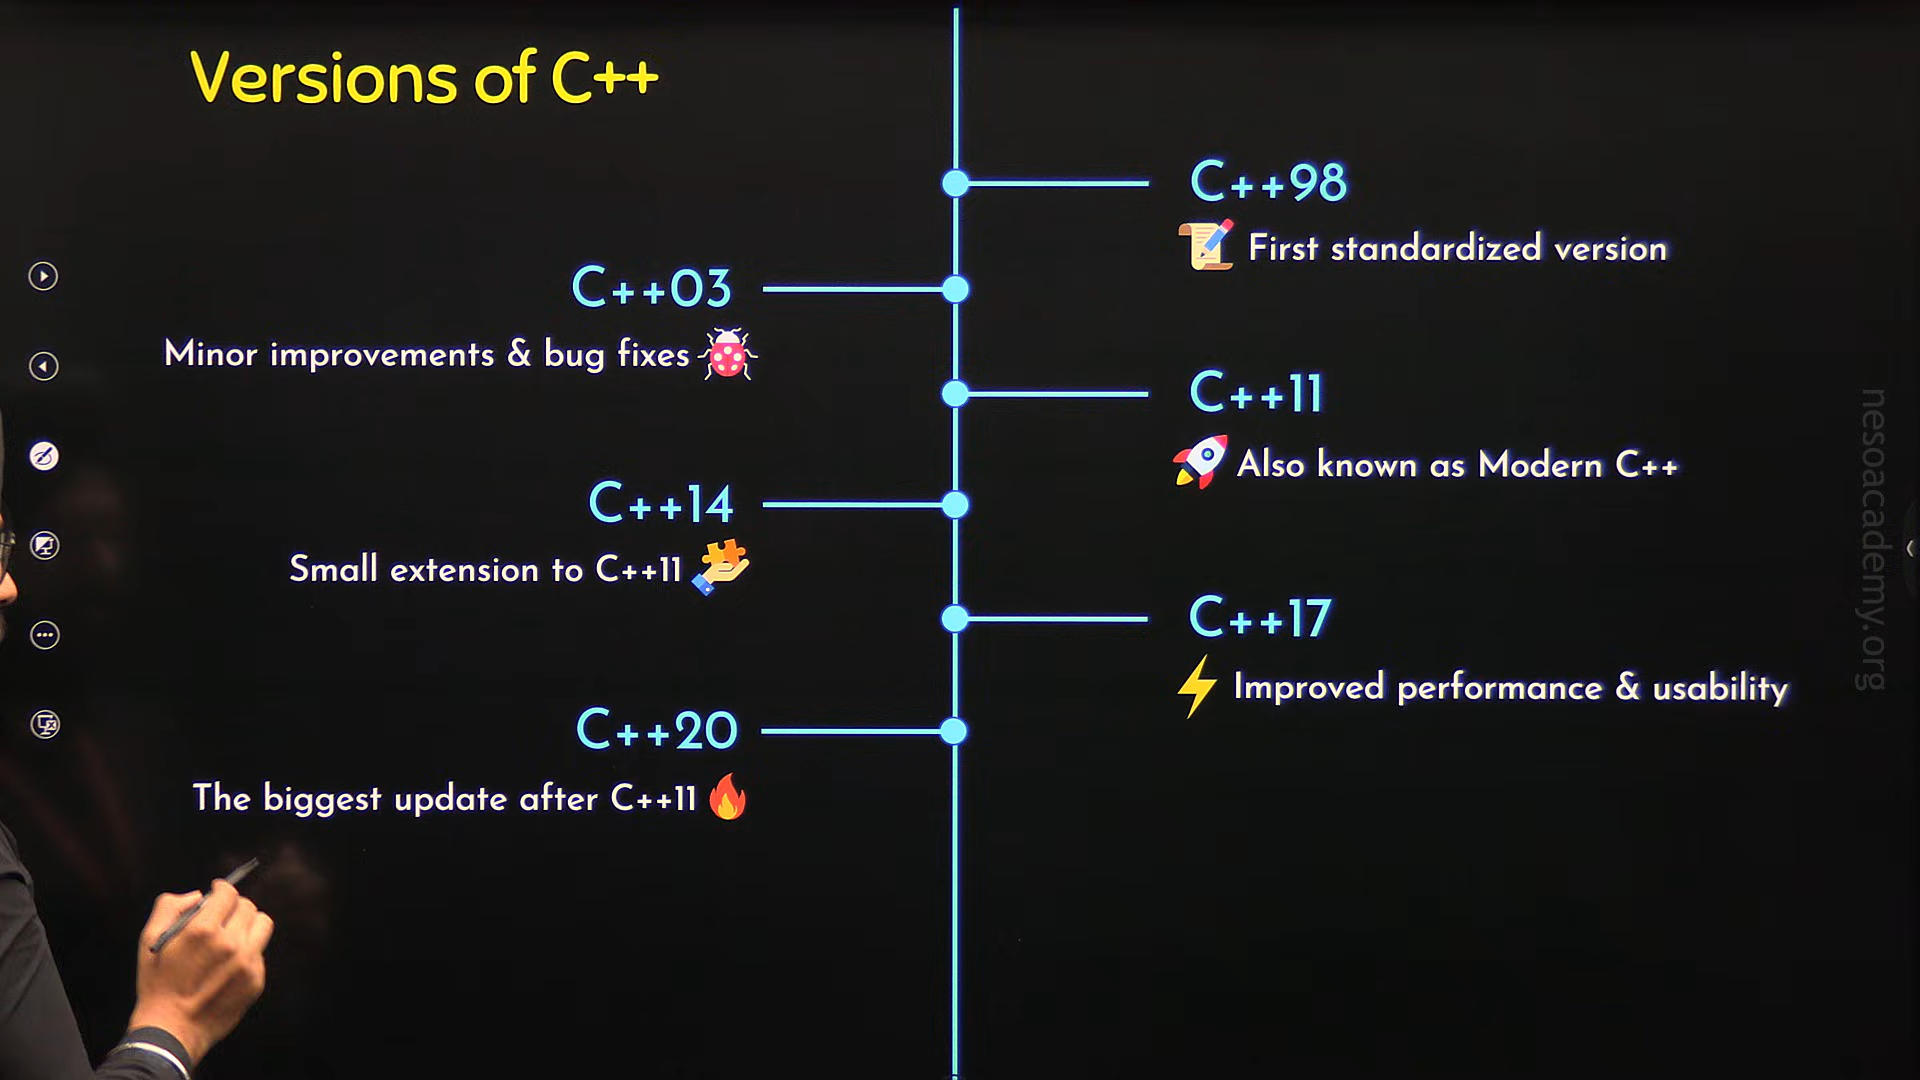 Versions of C++
C++98
First standardized version
C++03
Minor improvements & bug fixes
C++11
Also known as Modern C++
C++14
Small extension to C++11
C++17
Improved performance & usability
C++20
The biggest update after C++11
nesoacademy.org